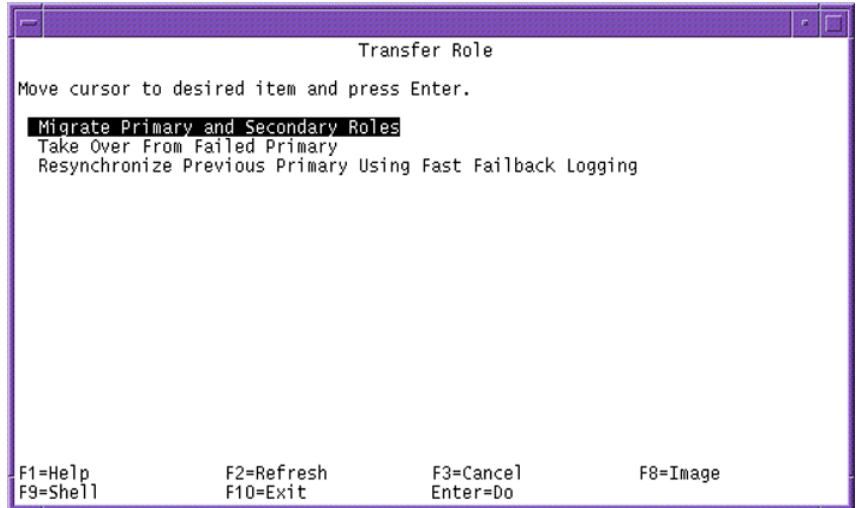 Transfer Role
Move cursor to desired item and press Enter.
Migrate Primary and Secondary Roles
Take Over From Failed Primary
Resynchronize Previous Primary Using Fast Failback Logging
F1=Help F2=Refresh F3=Cancel F8=Image
F9=Shell F10=Exit Enter=Do